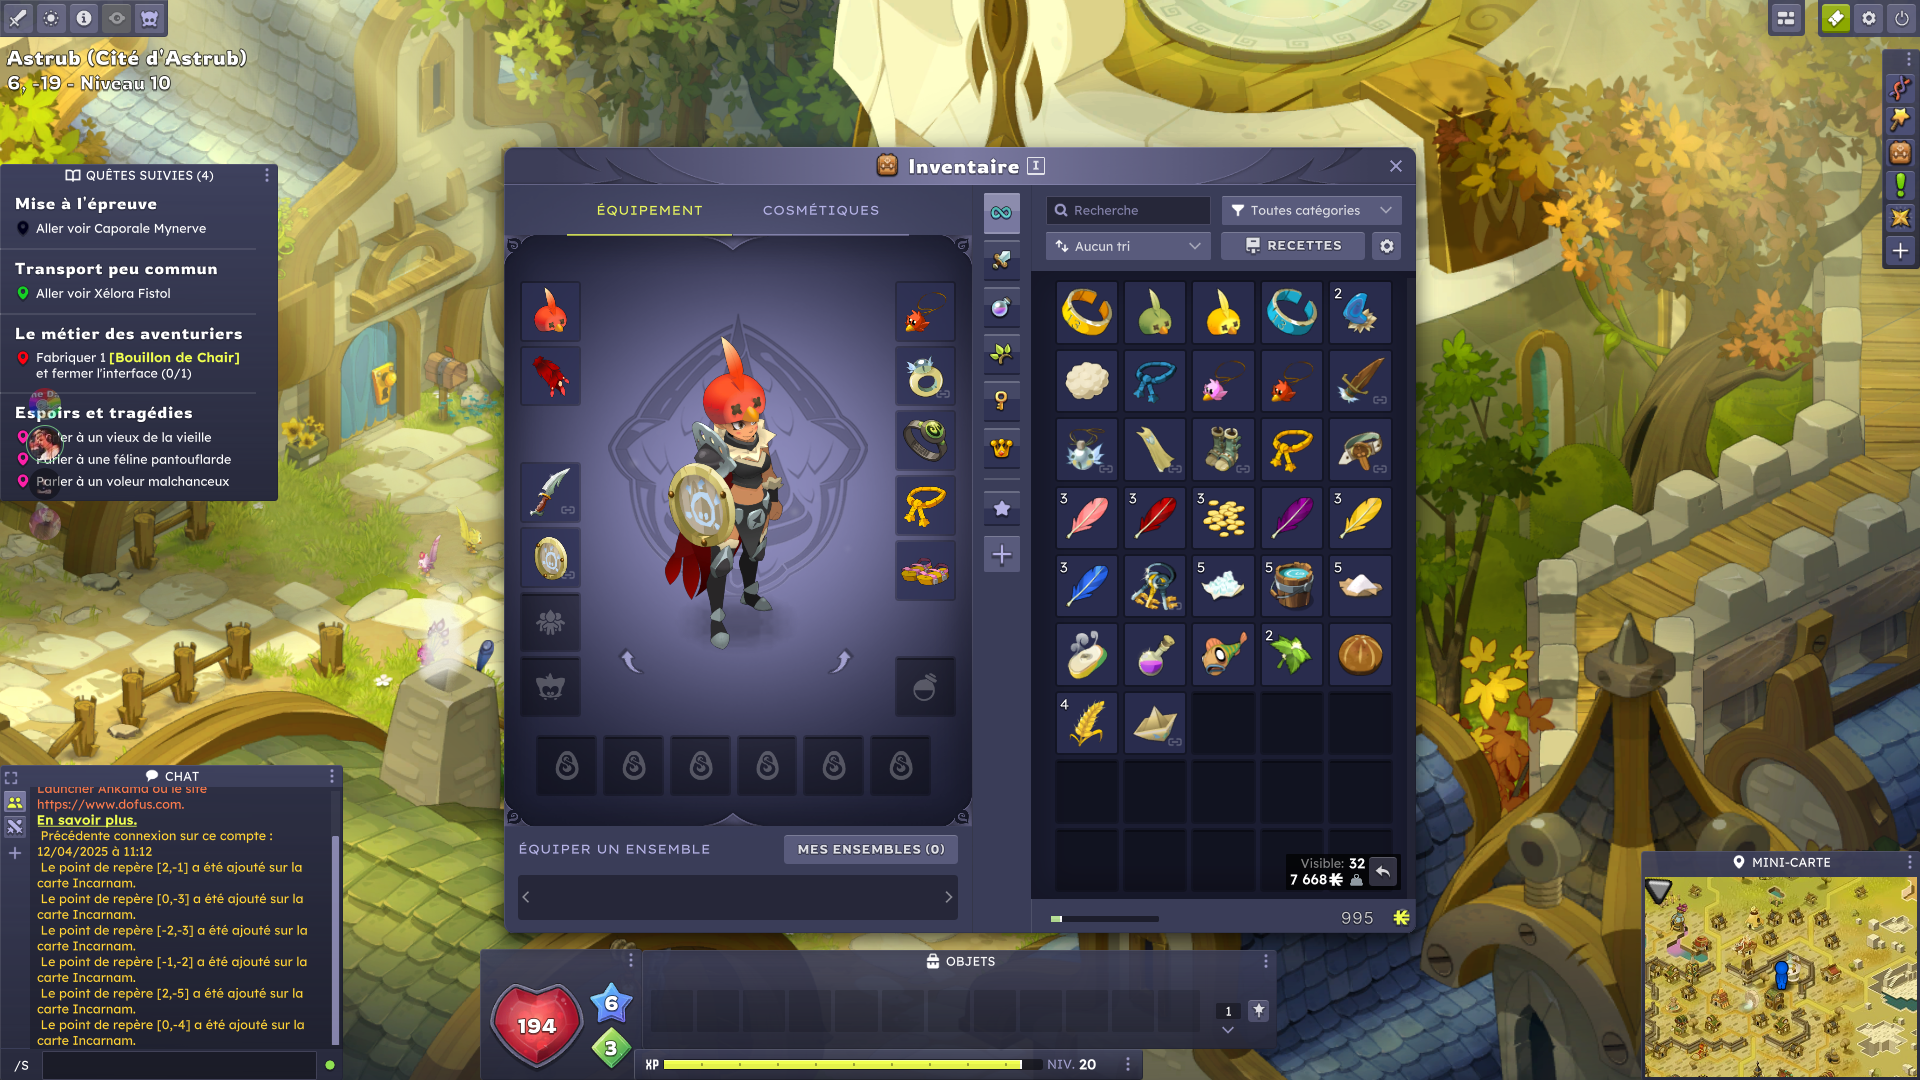 Astrub (Cité d'Astrub)
6, -19 - Niveau 10
QUÊTES SUIVIES (4)
Mise à l'épreuve
Aller voir Caporale Mynerve
Transport peu commun
Aller voir Xélora Fistol
Le métier des aventuriers
Fabriquer 1 [Bouillon de Chair]
et fermer l'interface (0/1)
Espoirs et tragédies
à un vieux de la vieille
Parler à une féline pantouflarde
Parler à un voleur malchanceux
CHAT
Launcher Ankama ou le site
https://www.dofus.com.
En savoir plus.
Précédente connexion sur ce compte :
12/04/2025 à 11:12
Le point de repère [2,-1] a été ajouté sur la
carte Incarnam.
Le point de repère [0,-3] a été ajouté sur la
carte Incarnam.
Le point de repère [-2,-3] a été ajouté sur la
carte Incarnam.
Le point de repère [-1,-2] a été ajouté sur la
carte Incarnam.
Le point de repère [2,-5] a été ajouté sur la
carte Incarnam.
Le point de repère [0,-4] a été ajouté sur la
carte Incarnam.
/S
Inventaire I
ÉQUIPEMENT
COSMÉTIQUES
ÉQUIPER UN ENSEMBLE
MES ENSEMBLES (0)
Recherche
Toutes catégories
Aucun tri
RECETTES
2
3 3 3 3
3 5 5 5
2
4
Visible: 32
7 668
995
OBJETS
194
6
3
1
XP
NIV. 20
MINI-CARTE